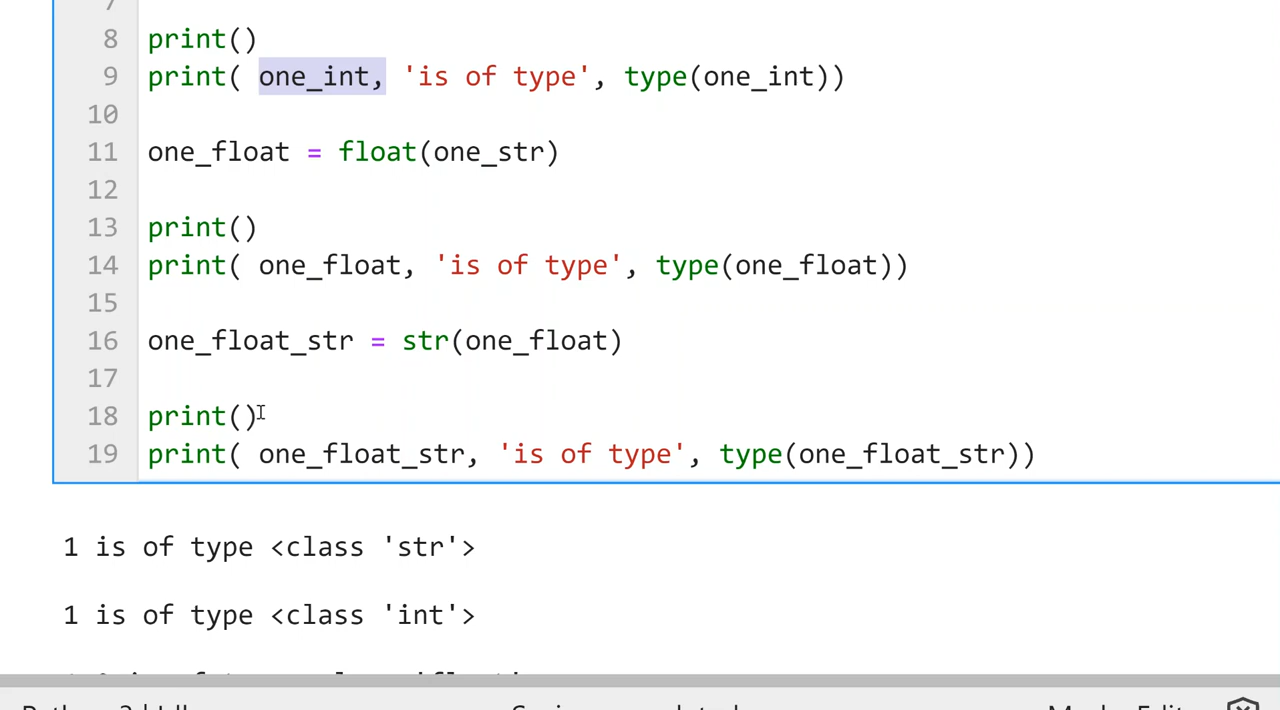 7
8 print()
9 print( one_int, 'is of type', type(one_int))
10
11 one_float = float(one_str)
12
13 print()
14 print( one_float, 'is of type', type(one_float))
15
16 one_float_str = str(one_float)
17
18 print()
19 print( one_float_str, 'is of type', type(one_float_str))
1 is of type <class 'str'>
1 is of type <class 'int'>